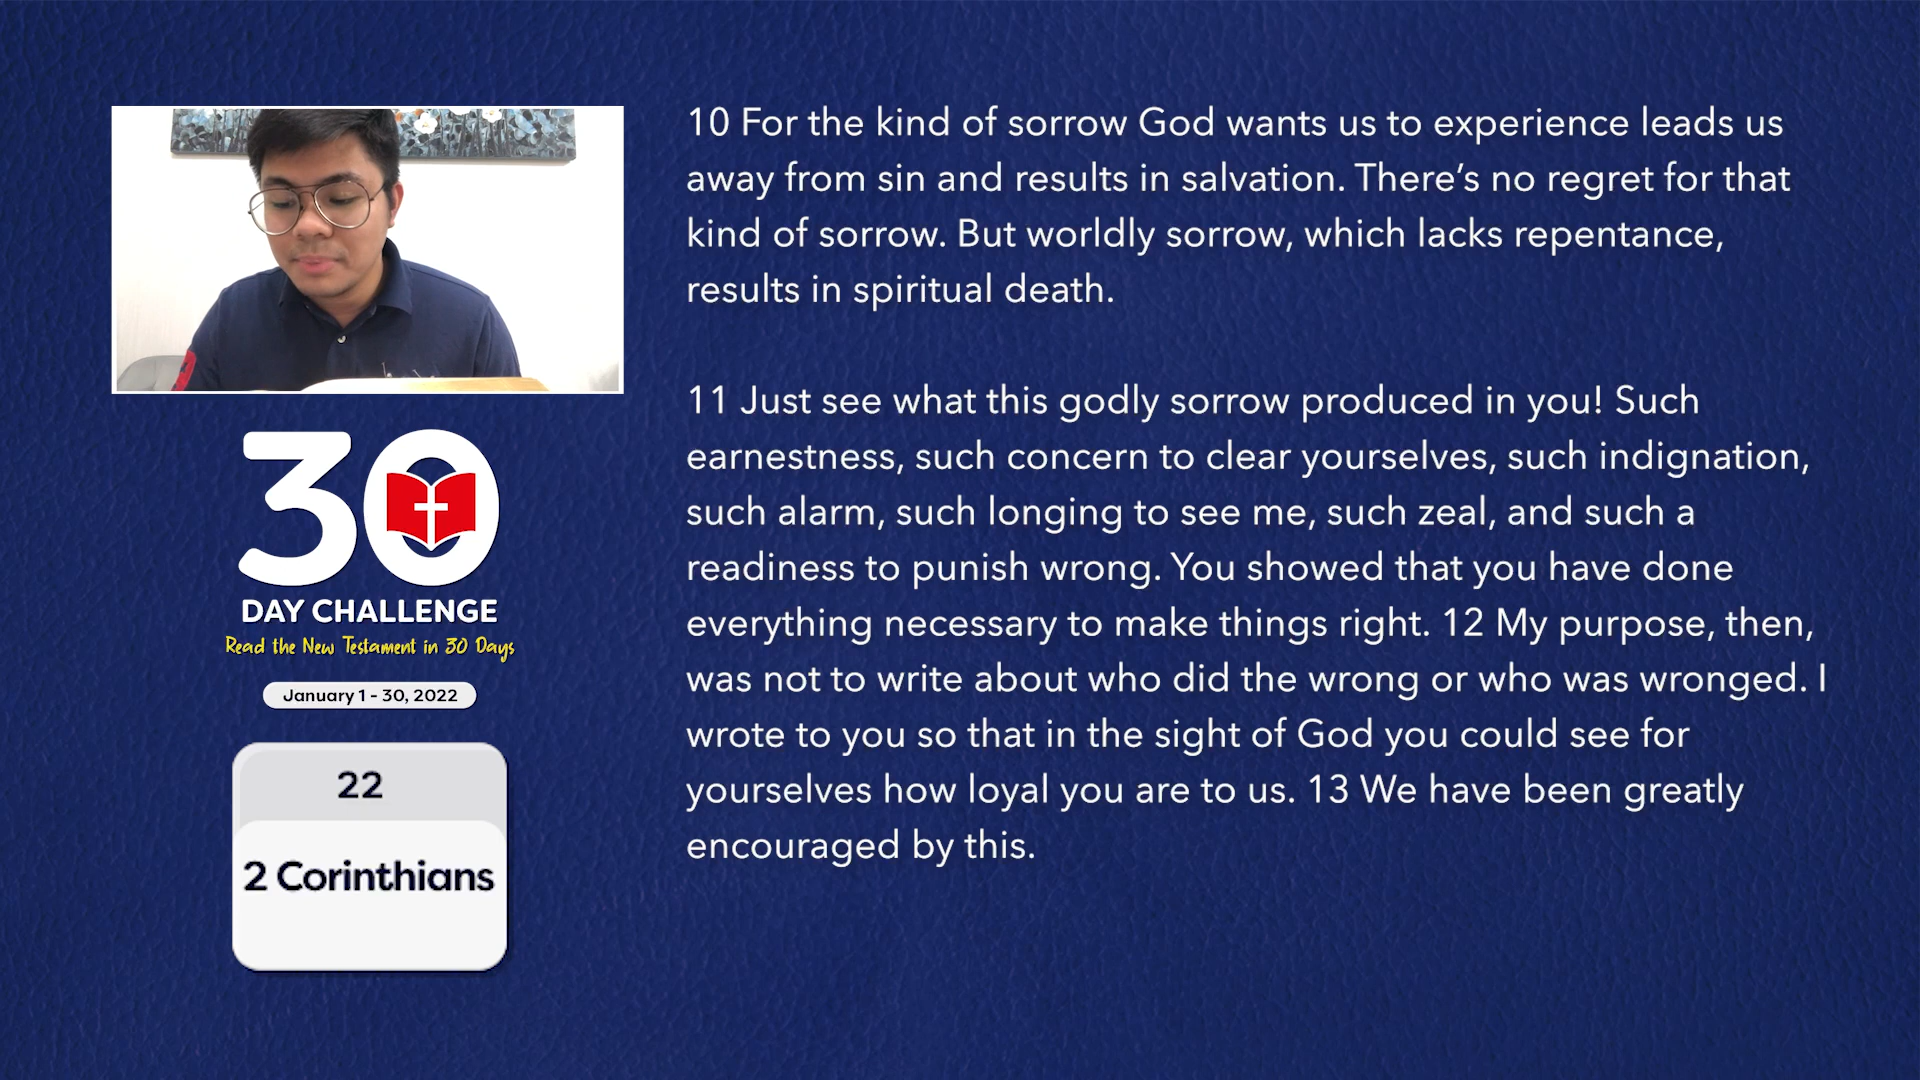 10 For the kind of sorrow God wants us to experience leads us
away from sin and results in salvation. There’s no regret for that
kind of sorrow. But worldly sorrow, which lacks repentance,
results in spiritual death.
11 Just see what this godly sorrow produced in you! Such
earnestness, such concern to clear yourselves, such indignation,
such alarm, such longing to see me, such zeal, and such a
readiness to punish wrong. You showed that you have done
everything necessary to make things right. 12 My purpose, then,
was not to write about who did the wrong or who was wronged. I
wrote to you so that in the sight of God you could see for
yourselves how loyal you are to us. 13 We have been greatly
encouraged by this.
30
DAY CHALLENGE
Read the New Testament in 30 Days
January 1 - 30, 2022
22
2 Corinthians